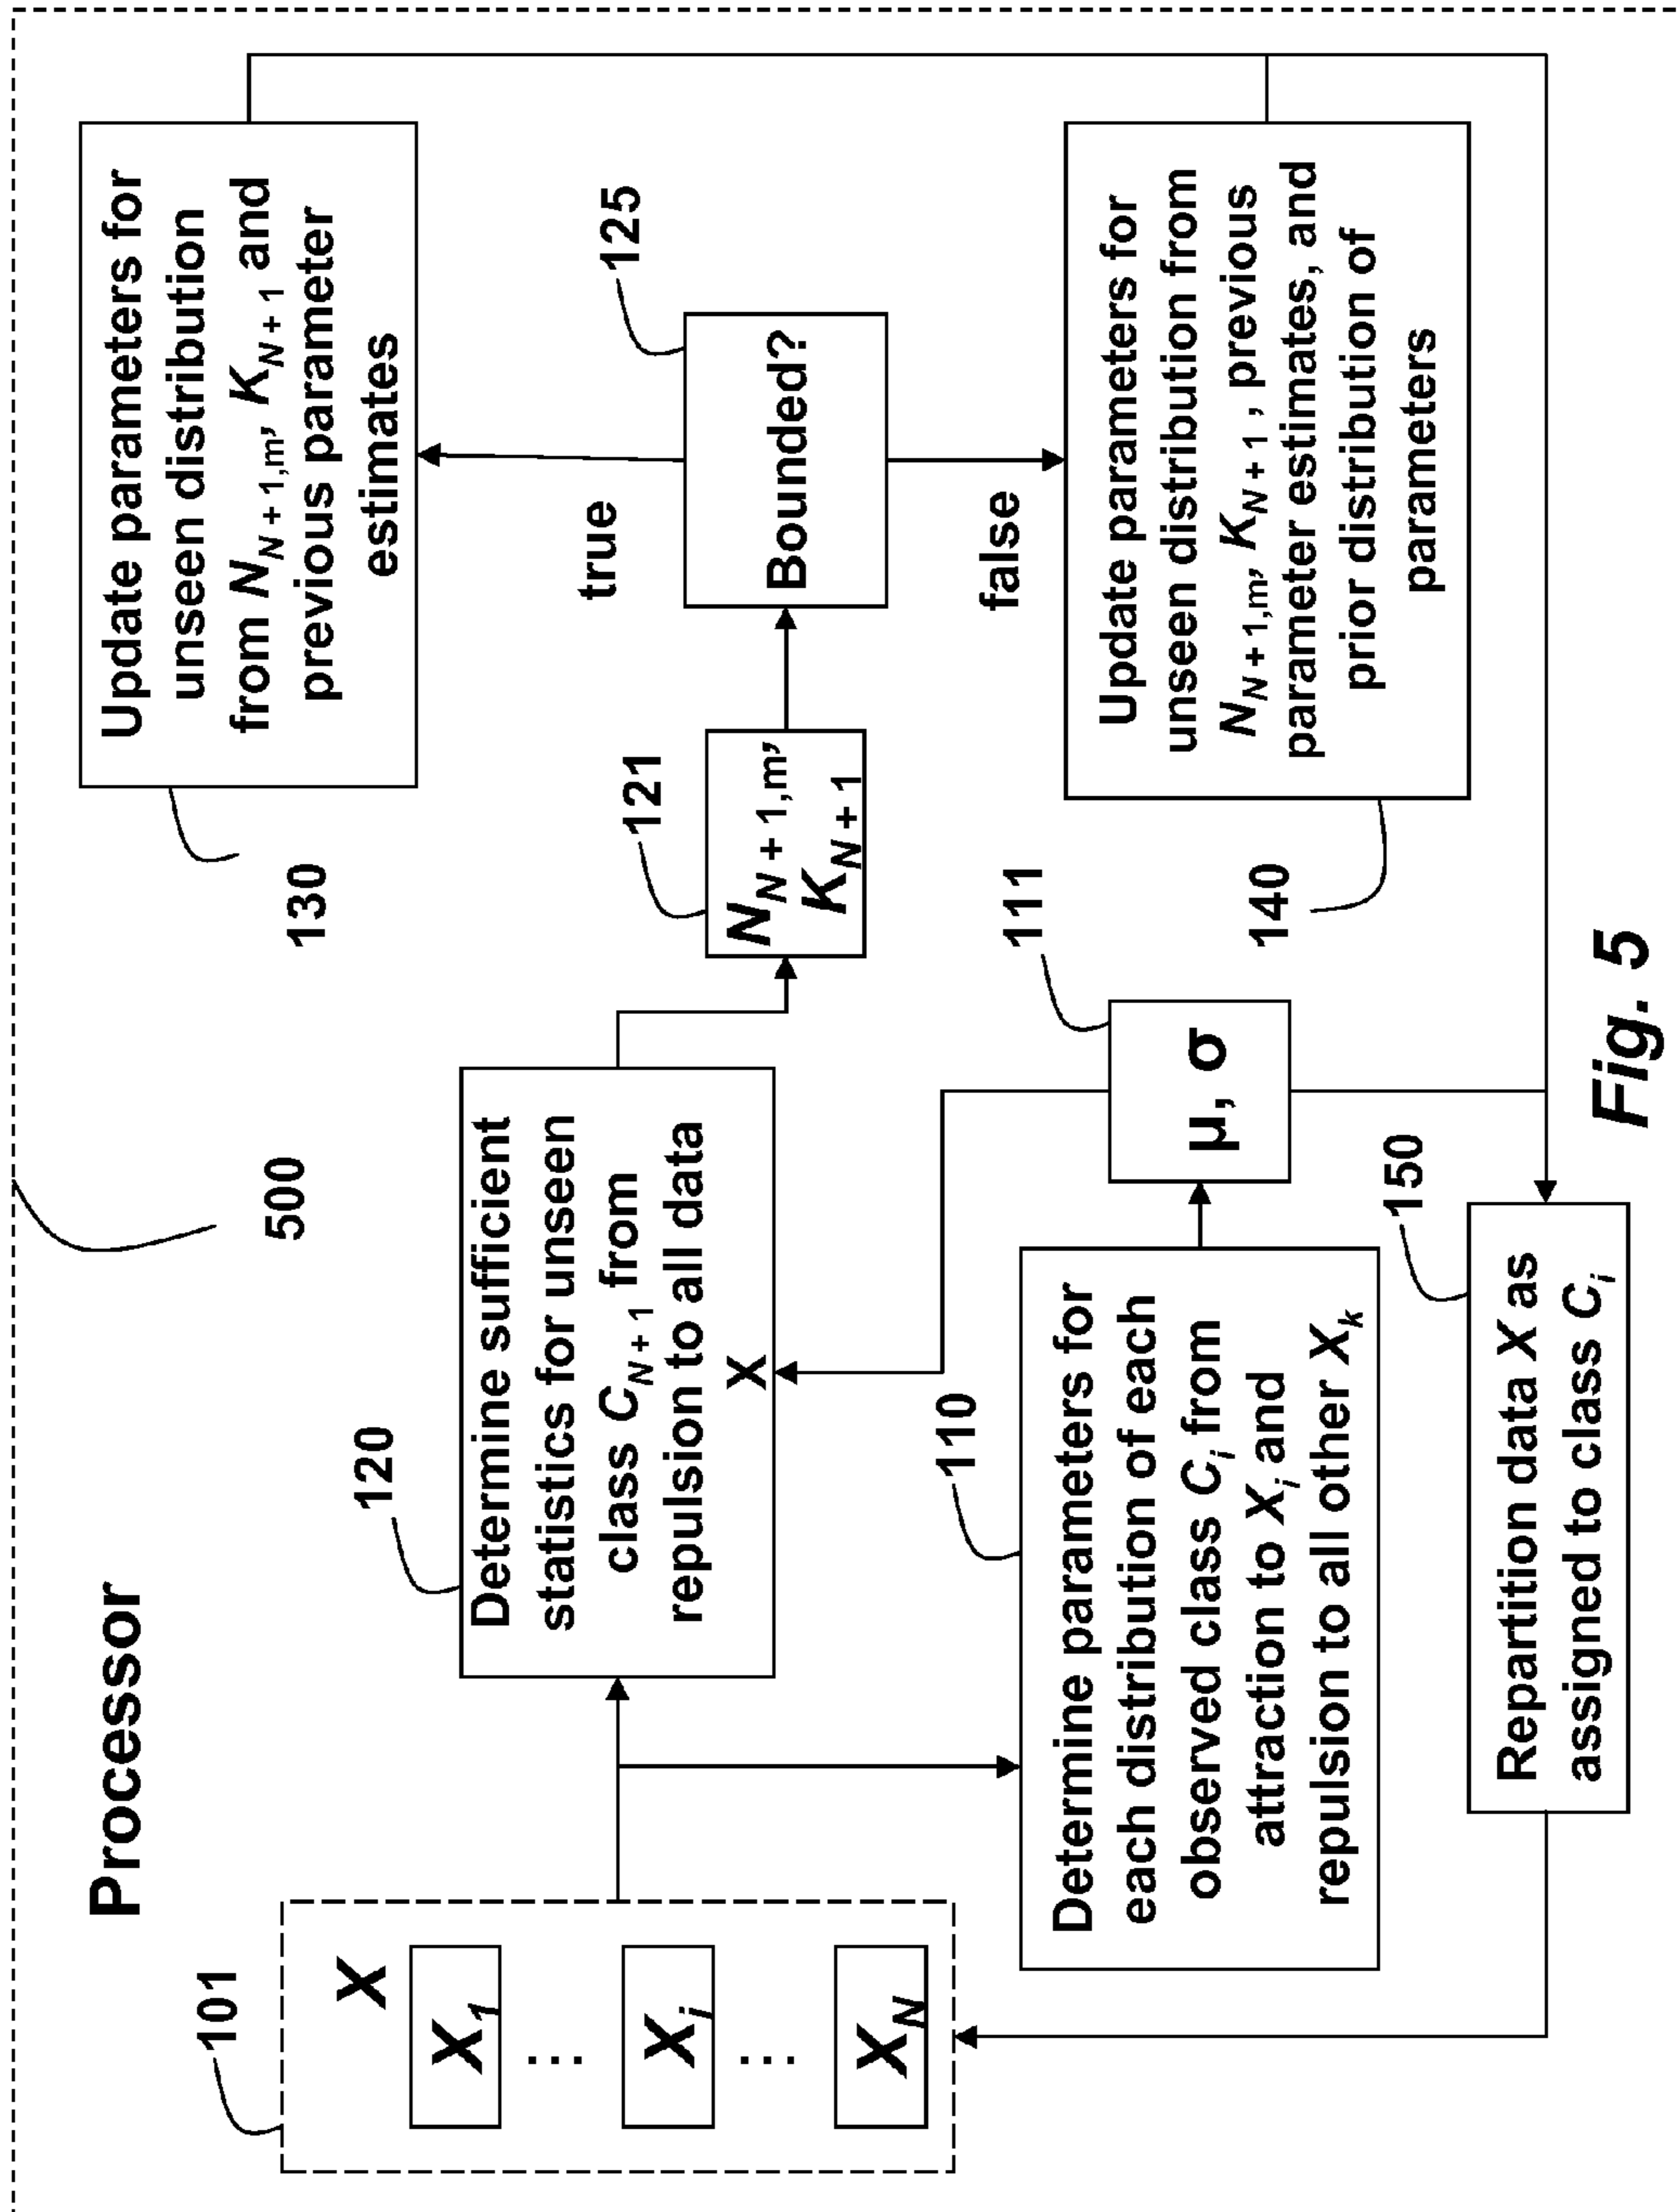 Processor
500
101
X
X1
...
Xi
...
XN
120
Determine sufficient
statistics for unseen
class CN + 1 from
repulsion to all data
X
110
Determine parameters for
each distribution of each
observed class Ci from
attraction to Xi and
repulsion to all other Xk
111
μ, σ
121
NN + 1,m,
KN + 1
125
Bounded?
true
false
130
Update parameters for
unseen distribution
from NN + 1,m, KN + 1 and
previous parameter
estimates
140
Update parameters for
unseen distribution from
NN + 1,m, KN + 1 , previous
parameter estimates, and
prior distribution of
parameters
150
Repartition data X as
assigned to class Ci
Fig. 5